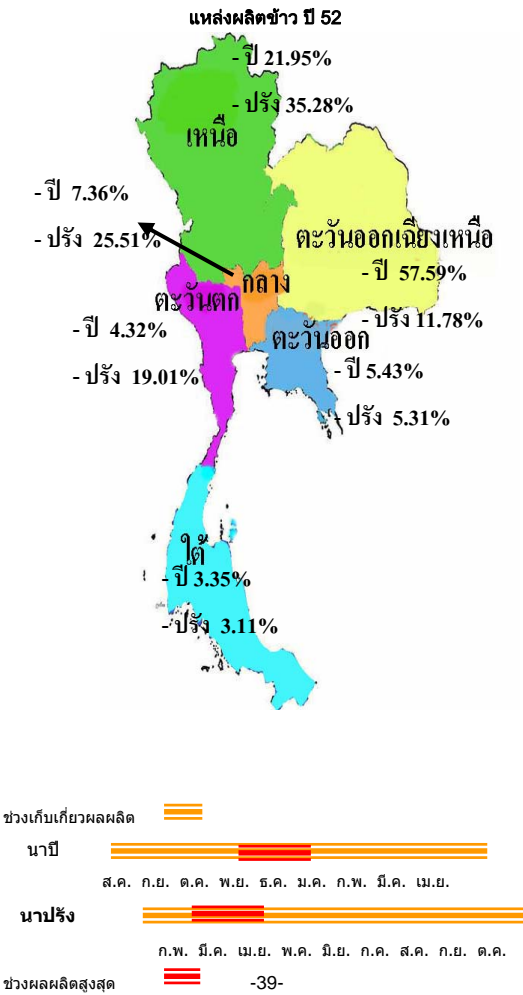 แหล่งผลิตข้าว ปี 52
- ปี 21.95%
- ปรัง 35.28%
เหนือ
- ปี 7.36%
- ปรัง 25.51%
ตะวันออกเฉียงเหนือ
- ปี 57.59%
- ปรัง 11.78%
กลาง
ตะวันตก
- ปี 4.32%
- ปรัง 19.01%
ตะวันออก
- ปี 5.43%
- ปรัง 5.31%
ใต้
- ปี 3.35%
- ปรัง 3.11%
ช่วงเก็บเกี่ยวผลผลิต
นาปี
ส.ค. ก.ย. ต.ค. พ.ย. ธ.ค. ม.ค. ก.พ. มี.ค. เม.ย.
นาปรัง
ก.พ. มี.ค. เม.ย. พ.ค. มิ.ย. ก.ค. ส.ค. ก.ย. ต.ค.
ช่วงผลผลิตสูงสุด
-39-